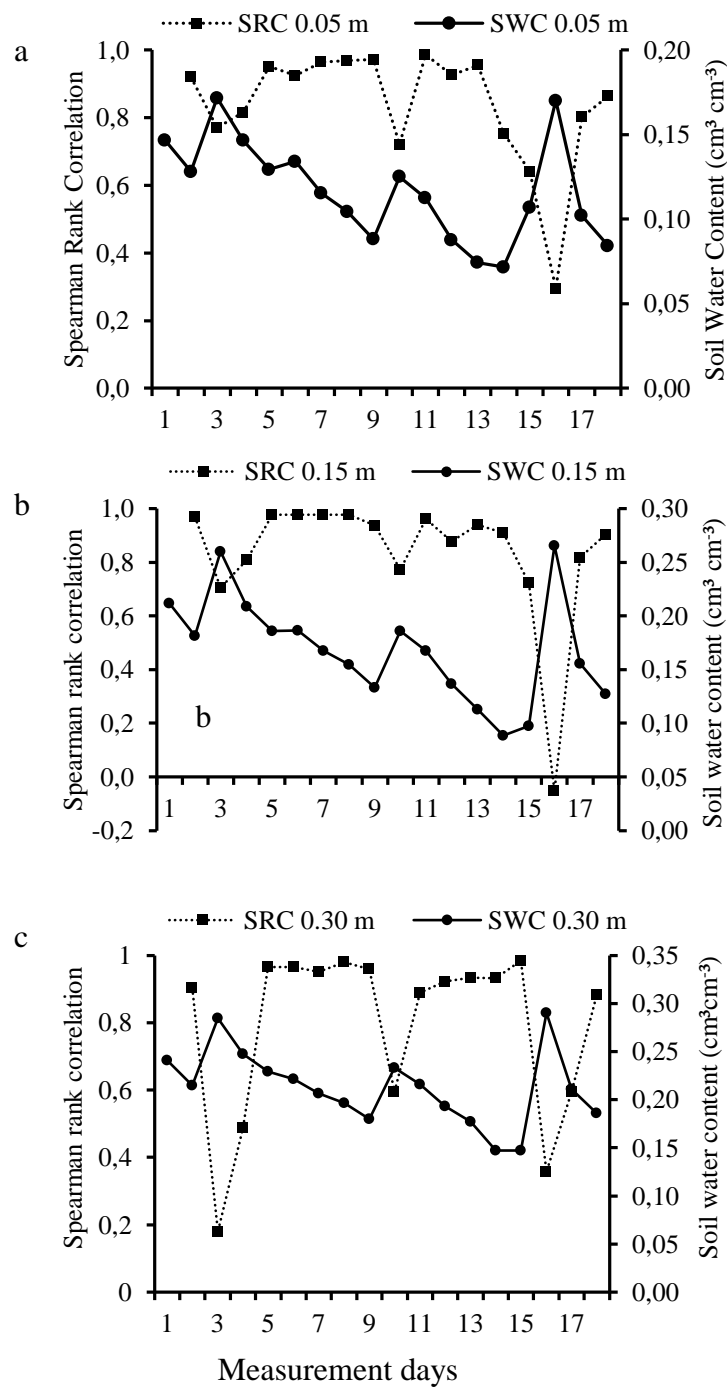 a
SRC 0.05 m SWC 0.05 m
Spearman Rank Correlation
1,0
0,8
0,6
0,4
0,2
0,0
0,20
0,15
0,10
0,05
0,00
Soil Water Content (cm³ cm⁻³)
1 3 5 7 9 11 13 15 17
b
SRC 0.15 m SWC 0.15 m
Spearman rank correlation
1,0
0,8
0,6
0,4
0,2
0,0
-0,2
b
0,30
0,25
0,20
0,15
0,10
0,05
0,00
Soil water content (cm³ cm⁻³)
1 3 5 7 9 11 13 15 17
c
SRC 0.30 m SWC 0.30 m
Spearman rank correlation
1
0,8
0,6
0,4
0,2
0
0,35
0,30
0,25
0,20
0,15
0,10
0,05
0,00
Soil water content (cm³cm⁻³)
1 3 5 7 9 11 13 15 17
Measurement days